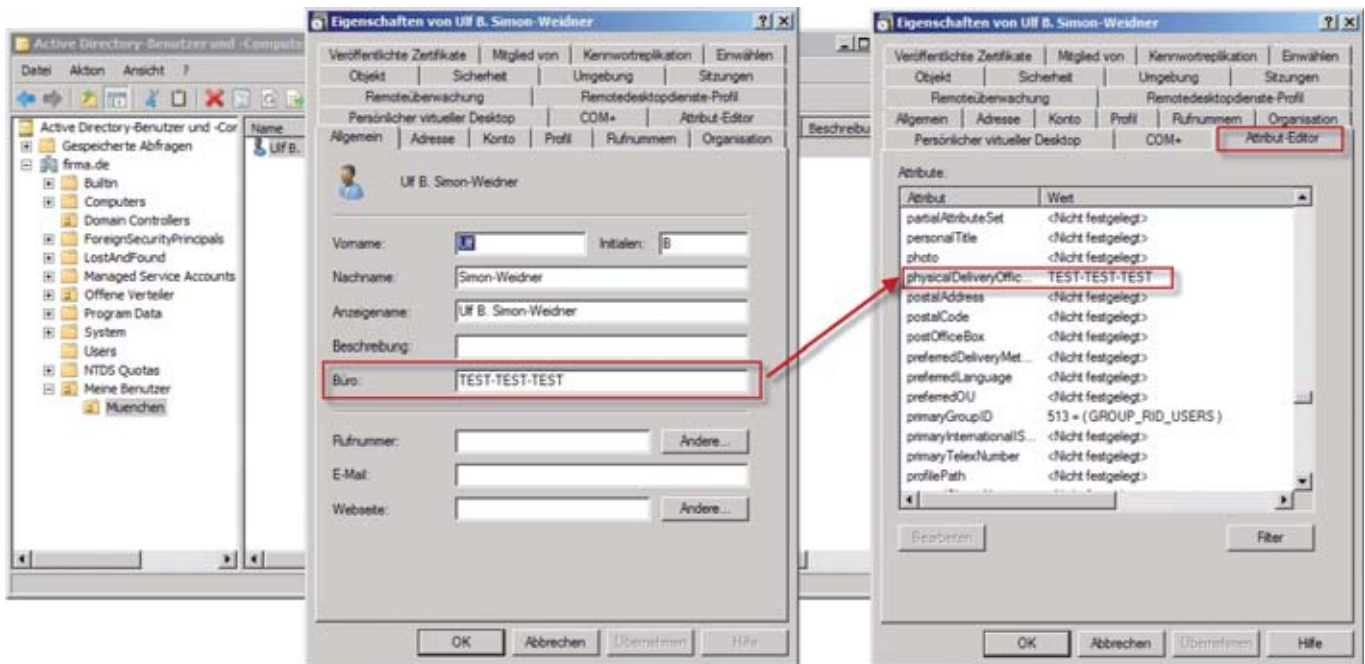 Active Directory-Benutzer und -Compute
Datei Aktion Ansicht ?
Active Directory-Benutzer und -Cor
Gespeicherte Abfragen
firma.de
Builtin
Computers
Domain Controllers
ForeignSecurityPrincipals
LostAndFound
Managed Service Accounts
Offene Verteiler
Program Data
System
Users
NTDS Quotas
Meine Benutzer
Muenchen
Name
Ulf B.
Beschreibu
Eigenschaften von Ulf B. Simon-Weidner
Veröffentlichte Zertifikate Mitglied von Kennwortreplikation Einwählen
Objekt Sicherheit Umgebung Sitzungen
Remoteüberwachung Remotedesktopdienste-Profil
Persönlicher virtueller Desktop COM+ Attribut-Editor
Allgemein Adresse Konto Profil Rufnummern Organisation
Ulf B. Simon-Weidner
Vorname: Ulf Initialen: B
Nachname: Simon-Weidner
Anzeigename: Ulf B. Simon-Weidner
Beschreibung:
Büro: TEST-TEST-TEST
Rufnummer: Andere...
E-Mail:
Webseite: Andere...
OK Abbrechen Übernehmen Hilfe
Eigenschaften von Ulf B. Simon-Weidner
Veröffentlichte Zertifikate Mitglied von Kennwortreplikation Einwählen
Objekt Sicherheit Umgebung Sitzungen
Remoteüberwachung Remotedesktopdienste-Profil
Allgemein Adresse Konto Profil Rufnummern Organisation
Persönlicher virtueller Desktop COM+ Attribut-Editor
Attribute:
Attribut Wert
partialAttributeSet <Nicht festgelegt>
personalTitle <Nicht festgelegt>
photo <Nicht festgelegt>
physicalDeliveryOffic... TEST-TEST-TEST
postalAddress <Nicht festgelegt>
postalCode <Nicht festgelegt>
postOfficeBox <Nicht festgelegt>
preferredDeliveryMet... <Nicht festgelegt>
preferredLanguage <Nicht festgelegt>
preferredOU <Nicht festgelegt>
primaryGroupID 513 = ( GROUP_RID_USERS )
primaryInternationalIS... <Nicht festgelegt>
primaryTelexNumber <Nicht festgelegt>
profilePath <Nicht festgelegt>
Bearbeiten Filter
OK Abbrechen Übernehmen Hilfe